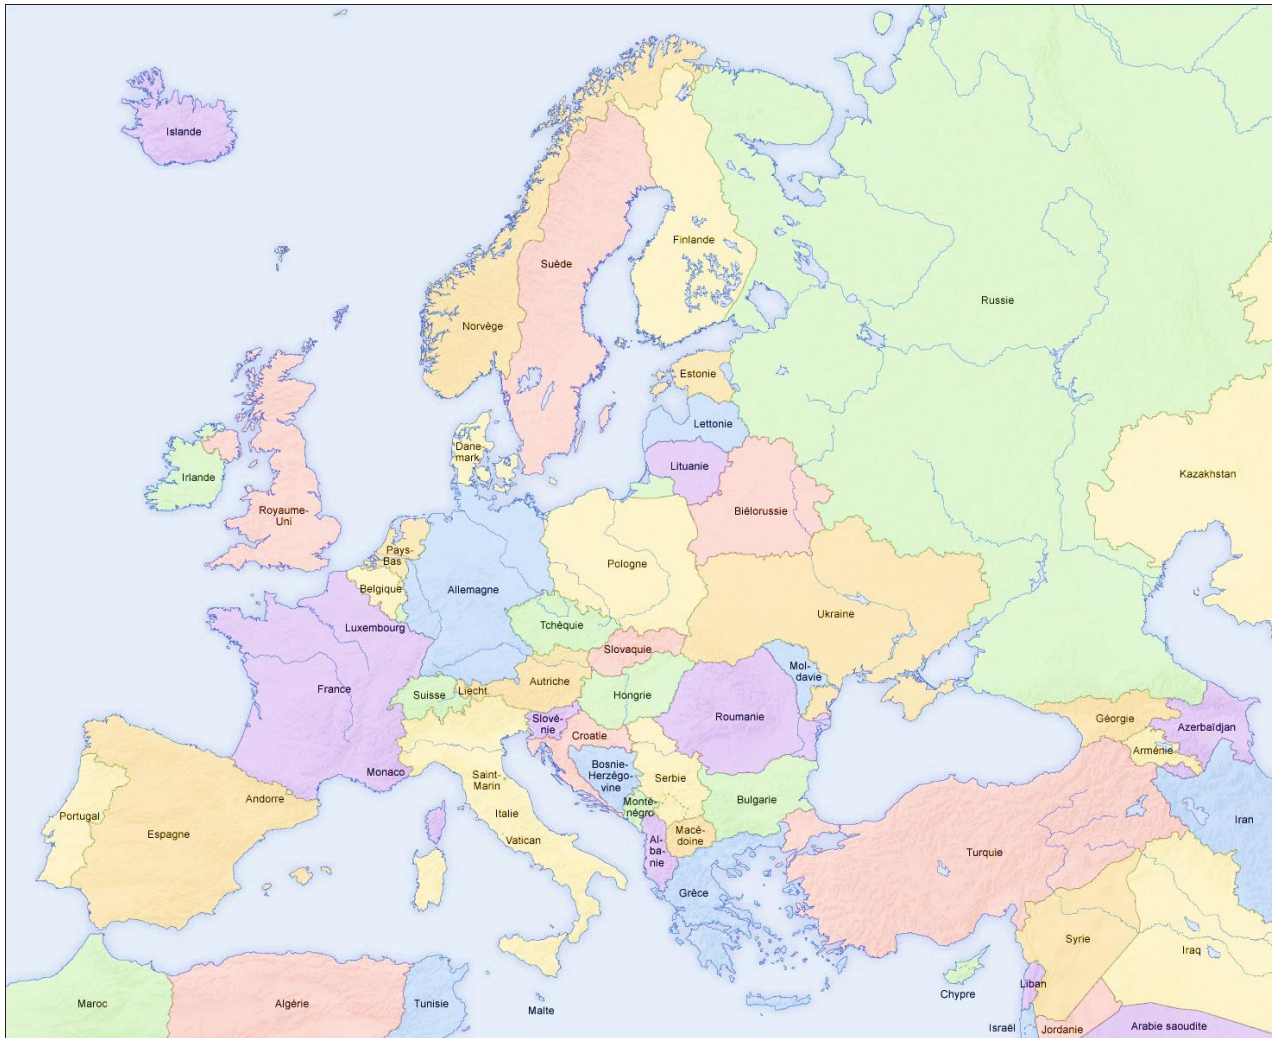 Islande
Finlande
Suède
Russie
Norvège
Estonie
Lettonie
Dane-
mark
Lituanie
Kazakhstan
Irlande
Royaume-
Uni
Biélorussie
Pays-
Bas
Pologne
Belgique
Allemagne
Ukraine
Tchèquie
Luxembourg
Slovaquie
Mol-
davie
Autriche
France
Suisse
Liecht.
Hongrie
Roumanie
Slové-
nie
Géorgie
Azerbaïdjan
Croatie
Arménie
Monaco
Saint-
Marin
Bosnie-
Herzégo-
vine
Serbie
Andorre
Bulgarie
Monté-
négro
Portugal
Italie
Iran
Espagne
Vatican
Macé-
doine
Al-
ba-
nie
Turquie
Grèce
Syrie
Iraq
Liban
Chypre
Maroc
Algérie
Tunisie
Malte
Israël
Jordanie
Arabie saoudite